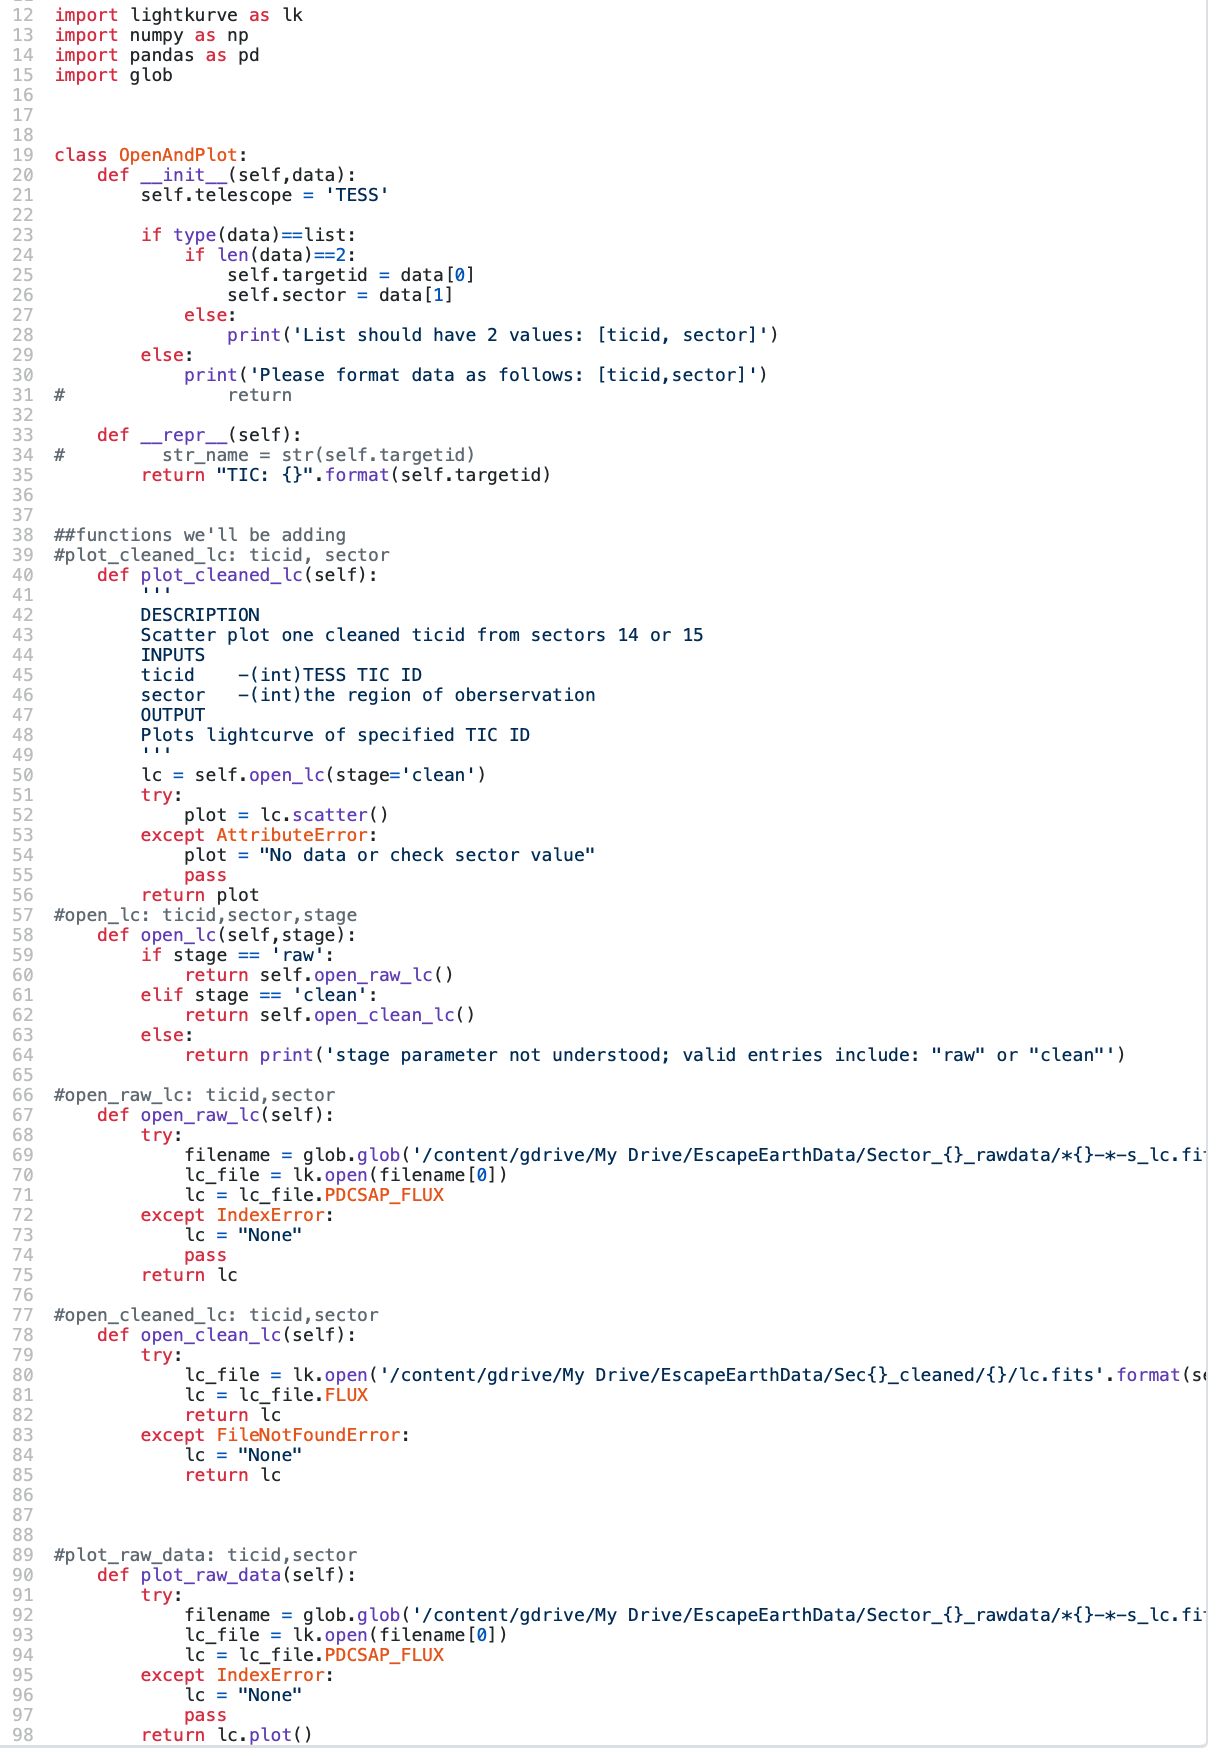 12 import lightkurve as lk
13 import numpy as np
14 import pandas as pd
15 import glob
16
17
18
19 class OpenAndPlot:
20     def __init__(self,data):
21         self.telescope = 'TESS'
22
23         if type(data)==list:
24             if len(data)==2:
25                 self.targetid = data[0]
26                 self.sector = data[1]
27             else:
28                 print('List should have 2 values: [ticid, sector]')
29         else:
30             print('Please format data as follows: [ticid,sector]')
31 #               return
32
33     def __repr__(self):
34 #         str_name = str(self.targetid)
35         return "TIC: {}".format(self.targetid)
36
37
38 ##functions we'll be adding
39 #plot_cleaned_lc: ticid, sector
40     def plot_cleaned_lc(self):
41         '''
42         DESCRIPTION
43         Scatter plot one cleaned ticid from sectors 14 or 15
44         INPUTS
45         ticid    -(int)TESS TIC ID
46         sector   -(int)the region of oberservation
47         OUTPUT
48         Plots lightcurve of specified TIC ID
49         '''
50         lc = self.open_lc(stage='clean')
51         try:
52             plot = lc.scatter()
53         except AttributeError:
54             plot = "No data or check sector value"
55             pass
56         return plot
57 #open_lc: ticid,sector,stage
58     def open_lc(self,stage):
59         if stage == 'raw':
60             return self.open_raw_lc()
61         elif stage == 'clean':
62             return self.open_clean_lc()
63         else:
64             return print('stage parameter not understood; valid entries include: "raw" or "clean"')
65
66 #open_raw_lc: ticid,sector
67     def open_raw_lc(self):
68         try:
69             filename = glob.glob('/content/gdrive/My Drive/EscapeEarthData/Sector_{}_rawdata/*{}-*-s_lc.fi
70             lc_file = lk.open(filename[0])
71             lc = lc_file.PDCSAP_FLUX
72         except IndexError:
73             lc = "None"
74             pass
75         return lc
76
77 #open_cleaned_lc: ticid,sector
78     def open_clean_lc(self):
79         try:
80             lc_file = lk.open('/content/gdrive/My Drive/EscapeEarthData/Sec{}_cleaned/{}/lc.fits'.format(s
81             lc = lc_file.FLUX
82             return lc
83         except FileNotFoundError:
84             lc = "None"
85             return lc
86
87
88
89 #plot_raw_data: ticid,sector
90     def plot_raw_data(self):
91         try:
92             filename = glob.glob('/content/gdrive/My Drive/EscapeEarthData/Sector_{}_rawdata/*{}-*-s_lc.fi
93             lc_file = lk.open(filename[0])
94             lc = lc_file.PDCSAP_FLUX
95         except IndexError:
96             lc = "None"
97             pass
98         return lc.plot()